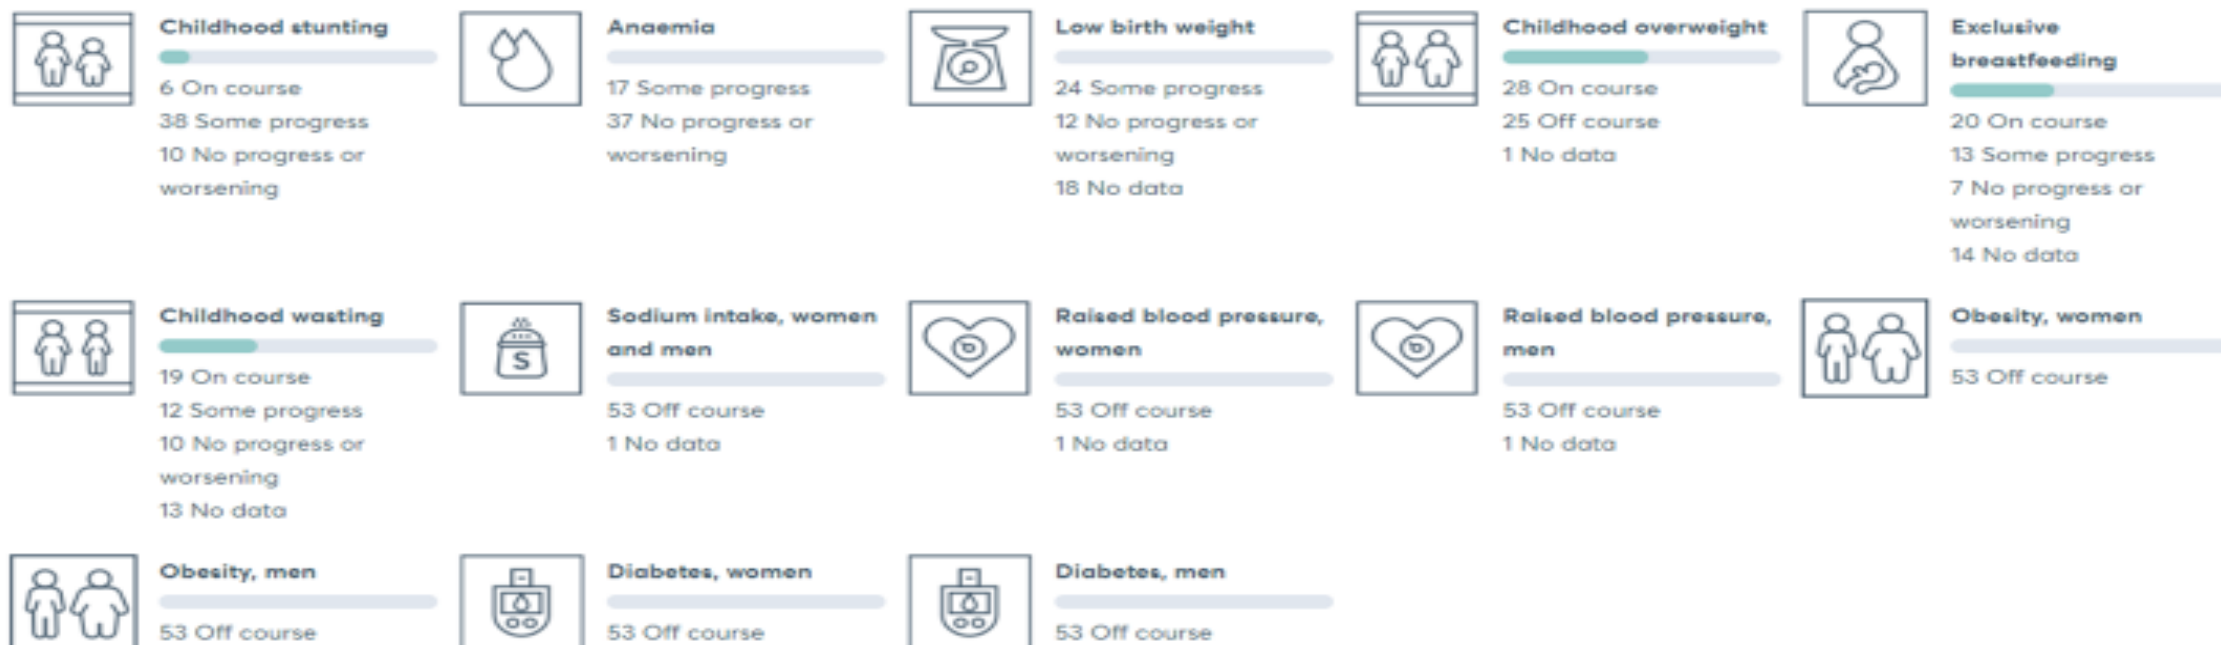 Childhood stunting
6 On course
38 Some progress
10 No progress or
worsening
Anaemia
17 Some progress
37 No progress or
worsening
Low birth weight
24 Some progress
12 No progress or
worsening
18 No data
Childhood overweight
28 On course
25 Off course
1 No data
Exclusive
breastfeeding
20 On course
13 Some progress
7 No progress or
worsening
14 No data
Childhood wasting
19 On course
12 Some progress
10 No progress or
worsening
13 No data
Sodium intake, women
and men
S
53 Off course
1 No data
Raised blood pressure,
women
53 Off course
1 No data
Raised blood pressure,
men
53 Off course
1 No data
Obesity, women
53 Off course
Obesity, men
53 Off course
Diabetes, women
53 Off course
Diabetes, men
53 Off course